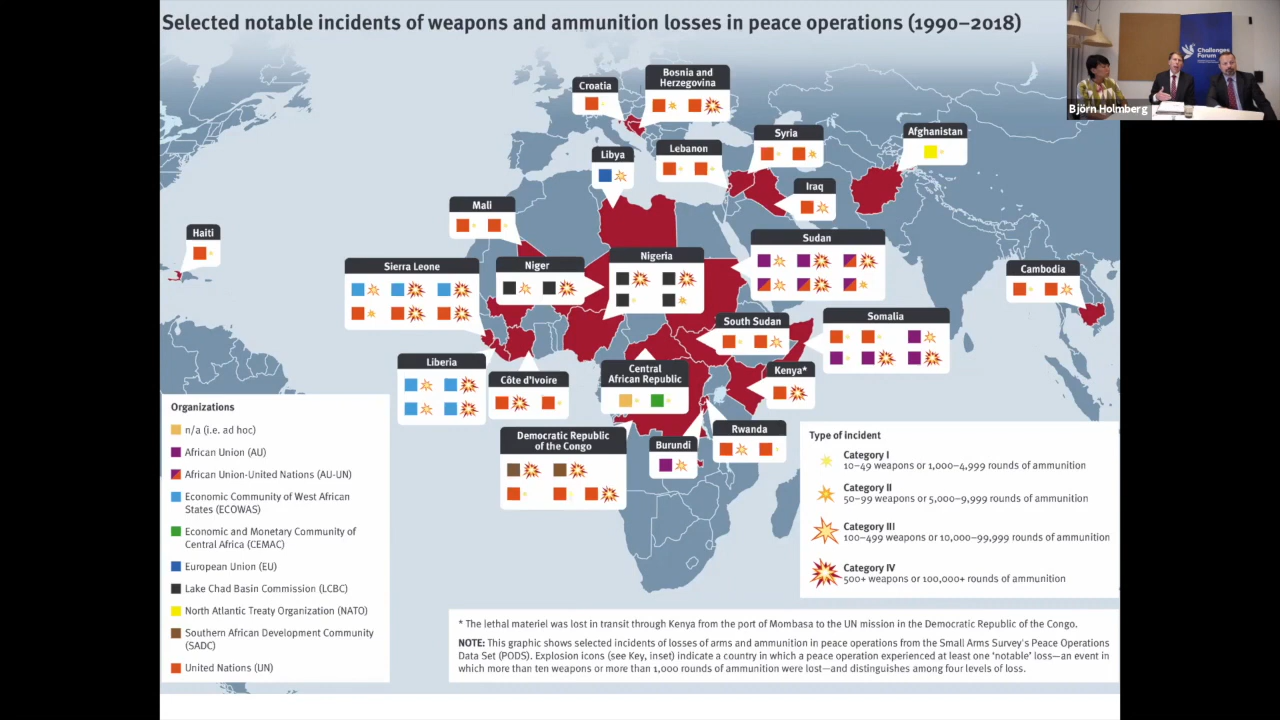 Selected notable incidents of weapons and ammunition losses in peace operations (1990–2018)
Challenges
Forum
Björn Holmberg
Bosnia and
Herzegovina
Croatia
Syria
Afghanistan
Lebanon
Libya
Iraq
Mali
Haiti
Sudan
Nigeria
Niger
Sierra Leone
Cambodia
Somalia
South Sudan
Liberia
Côte d'Ivoire
Central
African Republic
Kenya*
Rwanda
Democratic Republic
of the Congo
Burundi
Organizations
n/a (i.e. ad hoc)
African Union (AU)
African Union-United Nations (AU-UN)
Economic Community of West African
States (ECOWAS)
Economic and Monetary Community of
Central Africa (CEMAC)
European Union (EU)
Lake Chad Basin Commission (LCBC)
North Atlantic Treaty Organization (NATO)
Southern African Development Community
(SADC)
United Nations (UN)
Type of incident
Category I
10–49 weapons or 1,000–4,999 rounds of ammunition
Category II
50–99 weapons or 5,000–9,999 rounds of ammunition
Category III
100–499 weapons or 10,000–99,999 rounds of ammunition
Category IV
500+ weapons or 100,000+ rounds of ammunition
* The lethal materiel was lost in transit through Kenya from the port of Mombasa to the UN mission in the Democratic Republic of the Congo.
NOTE: This graphic shows selected incidents of losses of arms and ammunition in peace operations from the Small Arms Survey's Peace Operations
Data Set (PODS). Explosion icons (see Key, inset) indicate a country in which a peace operation experienced at least one 'notable' loss—an event in
which more than ten weapons or more than 1,000 rounds of ammunition were lost—and distinguishes among four levels of loss.